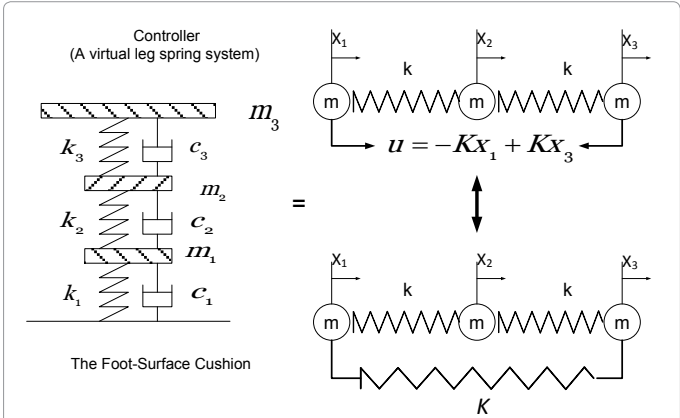 Controller
(A virtual leg spring system)
m₃
k₃
c₃
m₂
k₂
c₂
m₁
k₁
c₁
The Foot-Surface Cushion
=
X₁
X₂
X₃
k
k
m
m
m
u = −Kx₁ + Kx₃
X₁
X₂
X₃
k
k
m
m
m
K